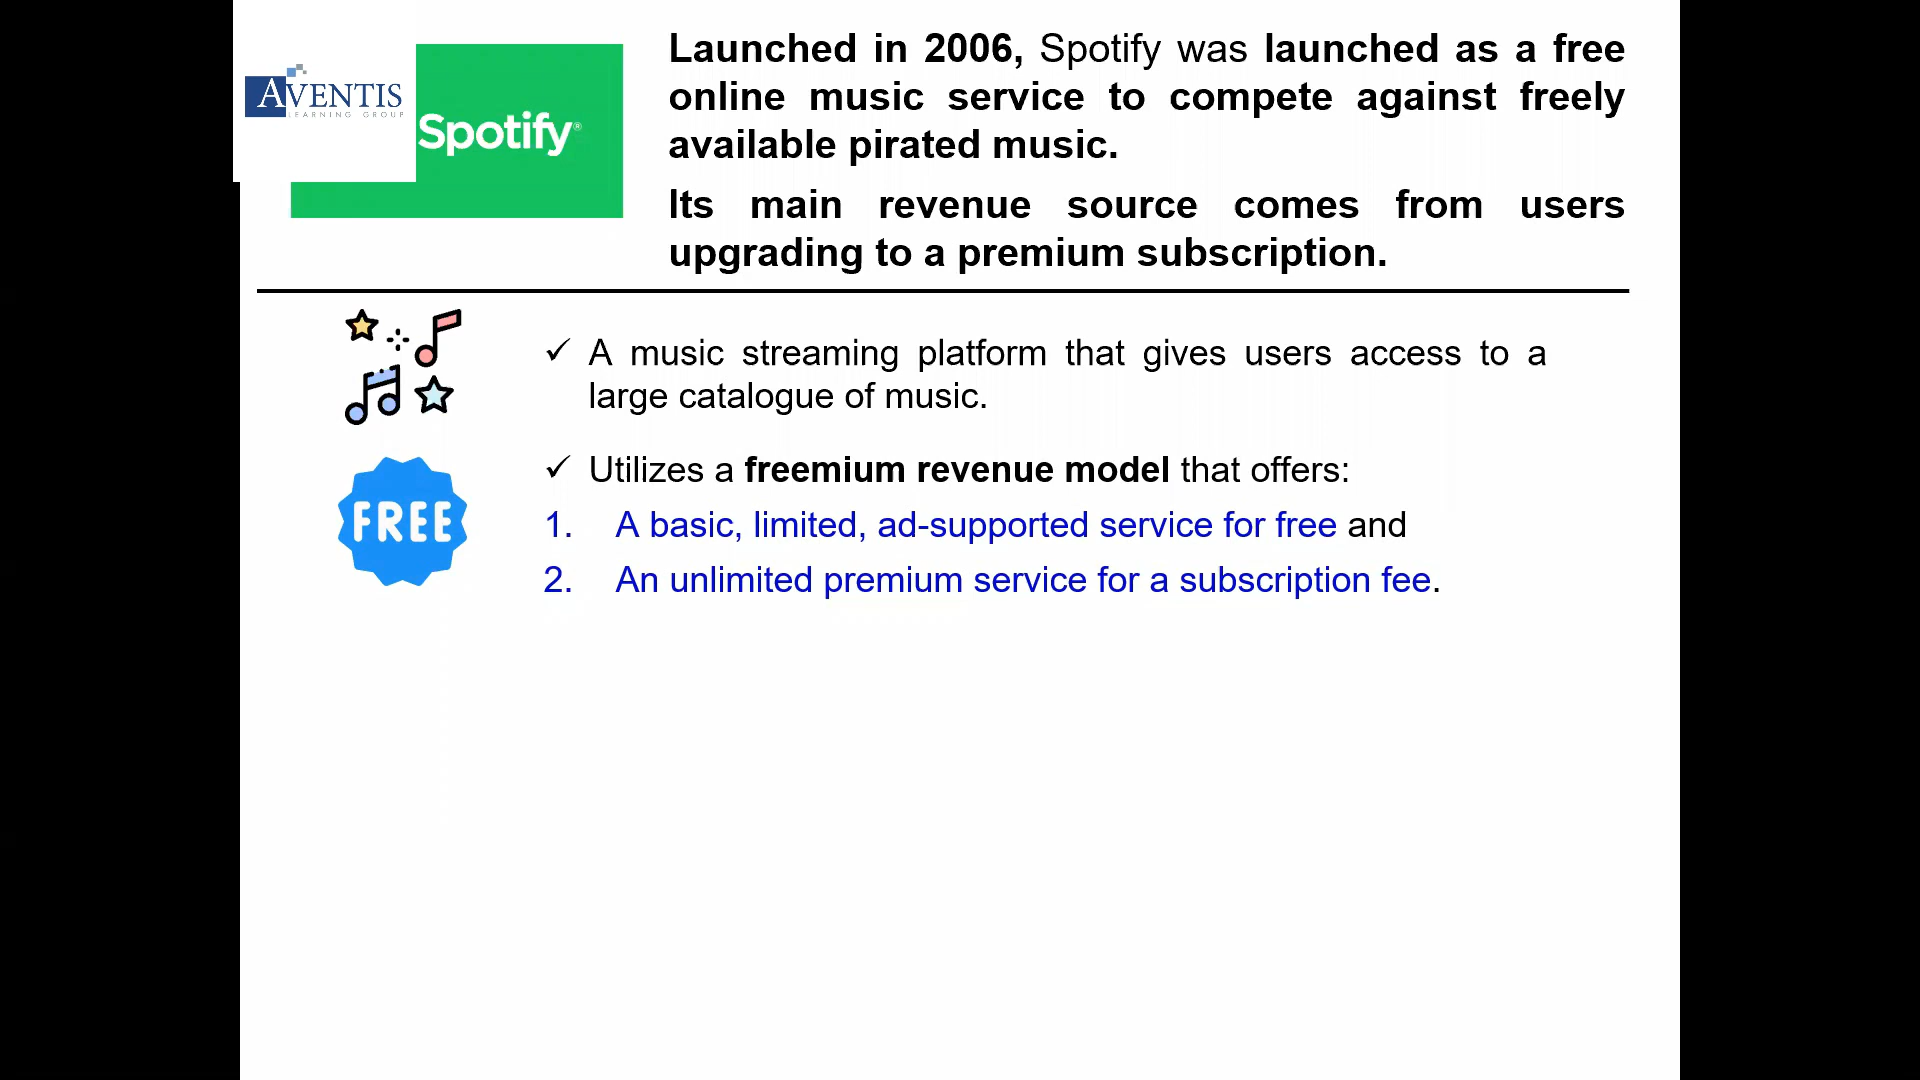 AVENTIS
LEARNING GROUP
Spotify®
Launched in 2006, Spotify was launched as a free
online music service to compete against freely
available pirated music.
Its main revenue source comes from users
upgrading to a premium subscription.
✓ A music streaming platform that gives users access to a
large catalogue of music.
FREE
✓ Utilizes a freemium revenue model that offers:
1. A basic, limited, ad-supported service for free and
2. An unlimited premium service for a subscription fee.